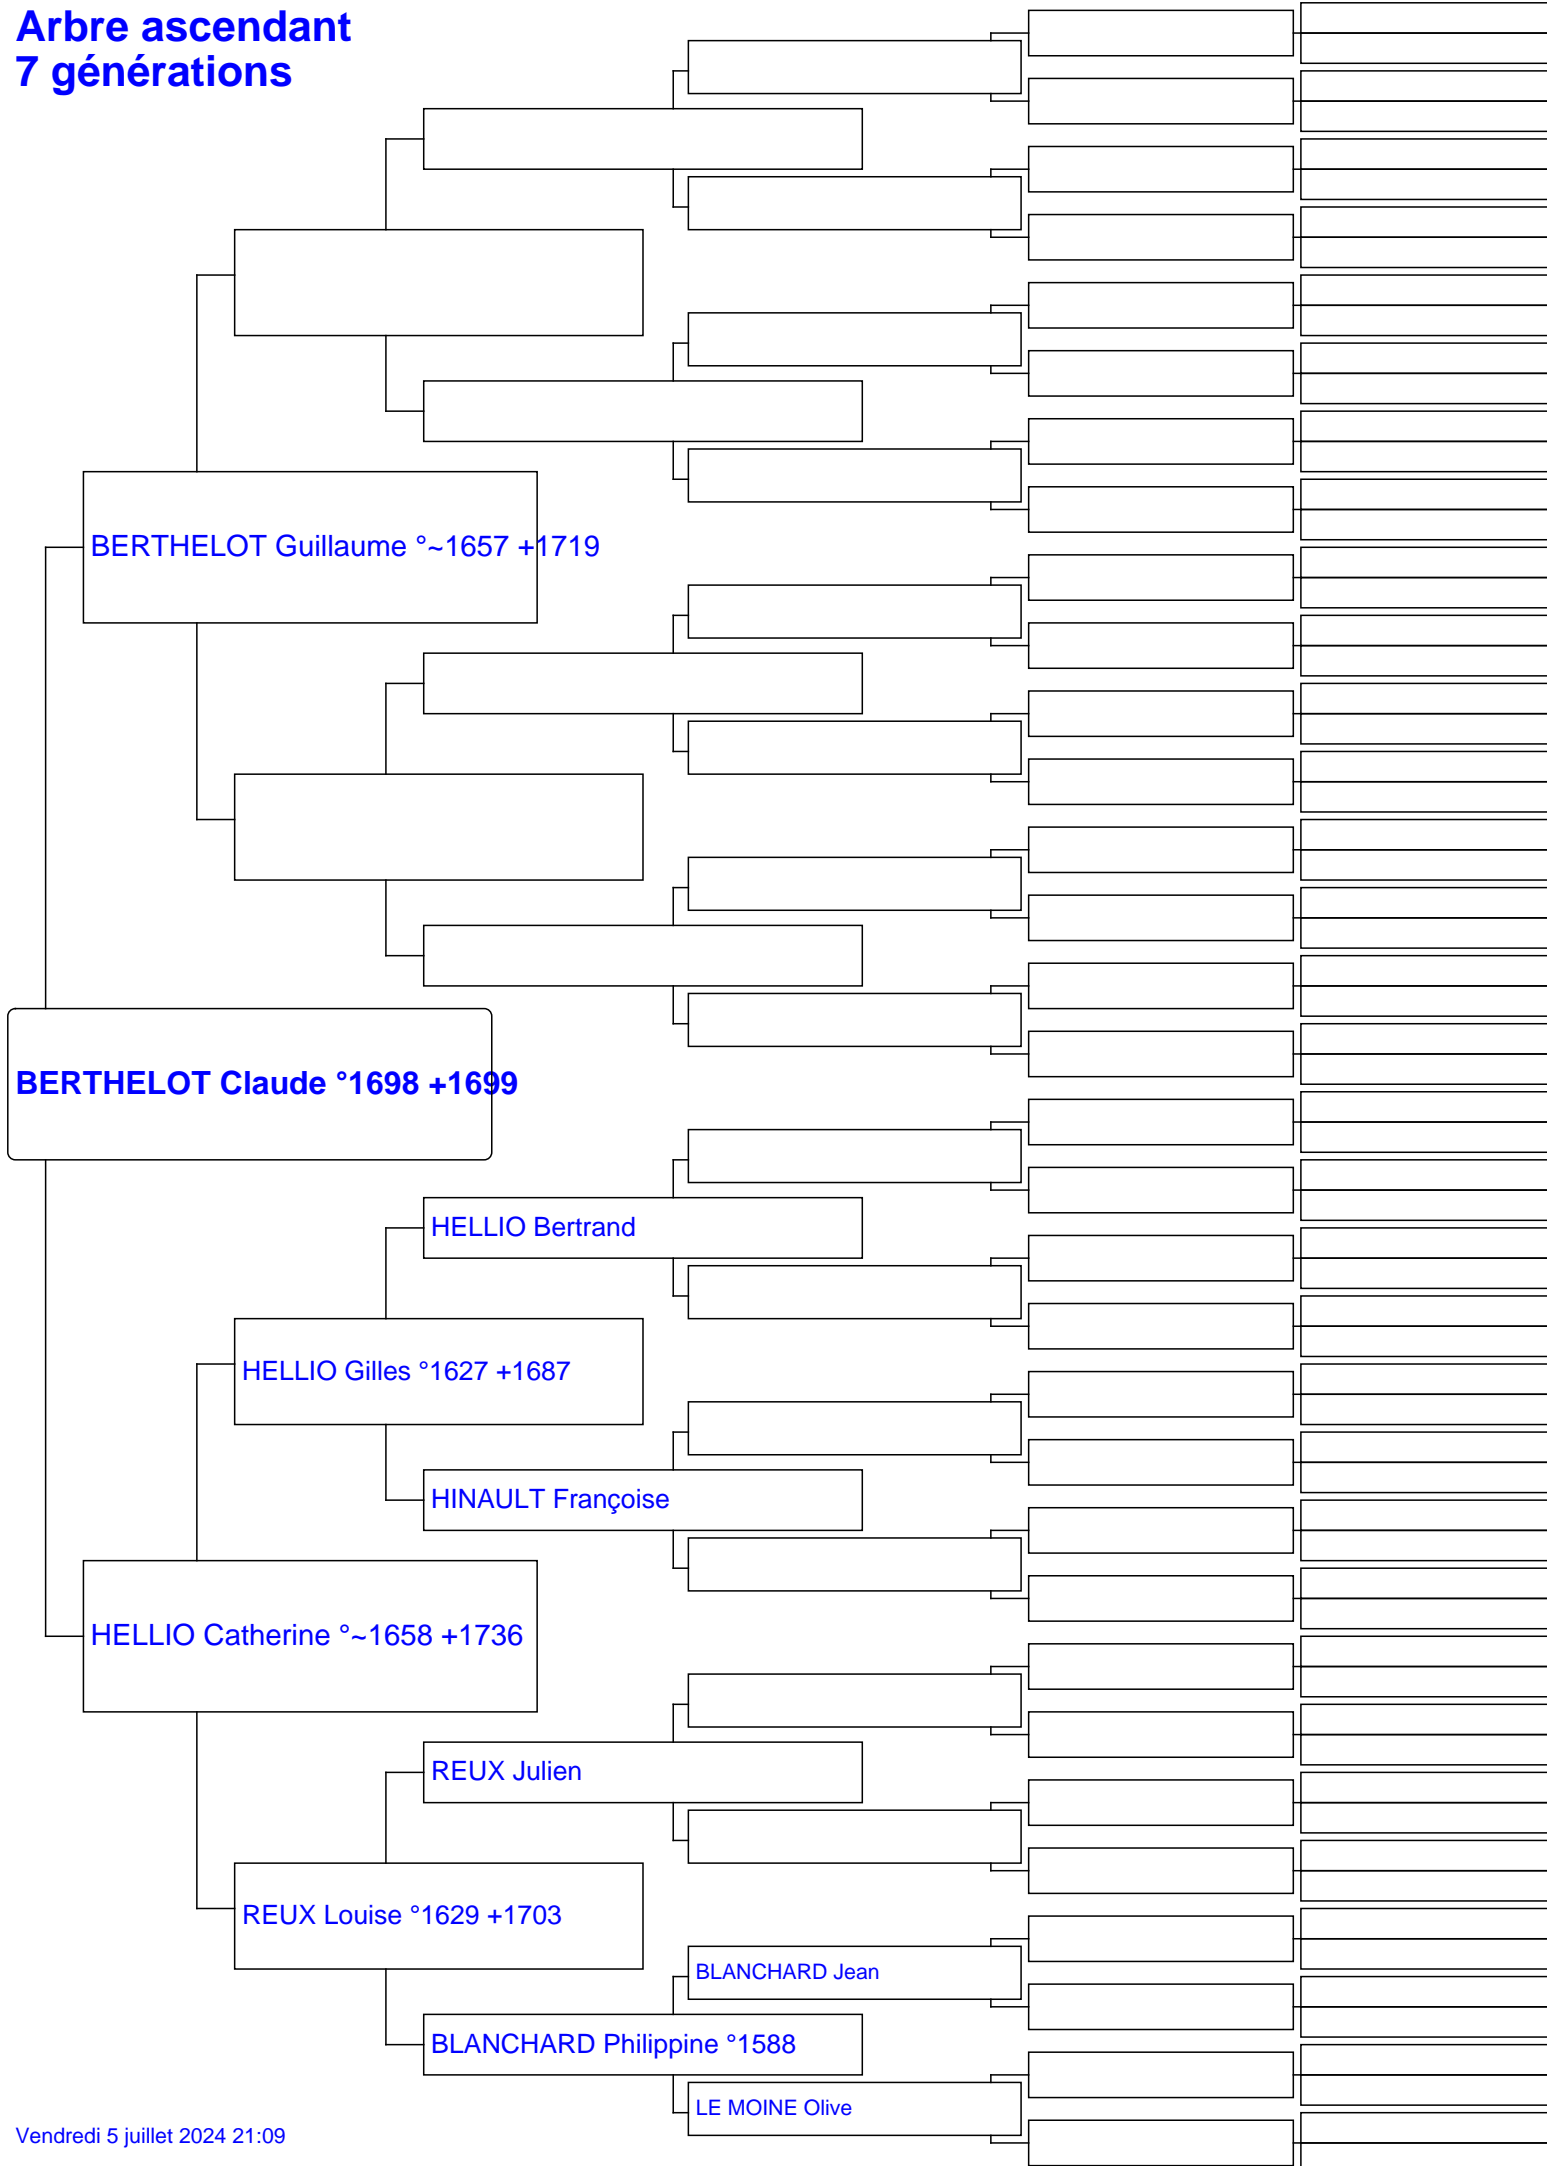 Arbre ascendant
7 générations
BERTHELOT Guillaume °~1657 +1719
BERTHELOT Claude °1698 +1699
HELLIO Bertrand
HELLIO Gilles °1627 +1687
HINAULT Françoise
HELLIO Catherine °~1658 +1736
REUX Julien
REUX Louise °1629 +1703
BLANCHARD Jean
BLANCHARD Philippine °1588
LE MOINE Olive
Vendredi 5 juillet 2024 21:09